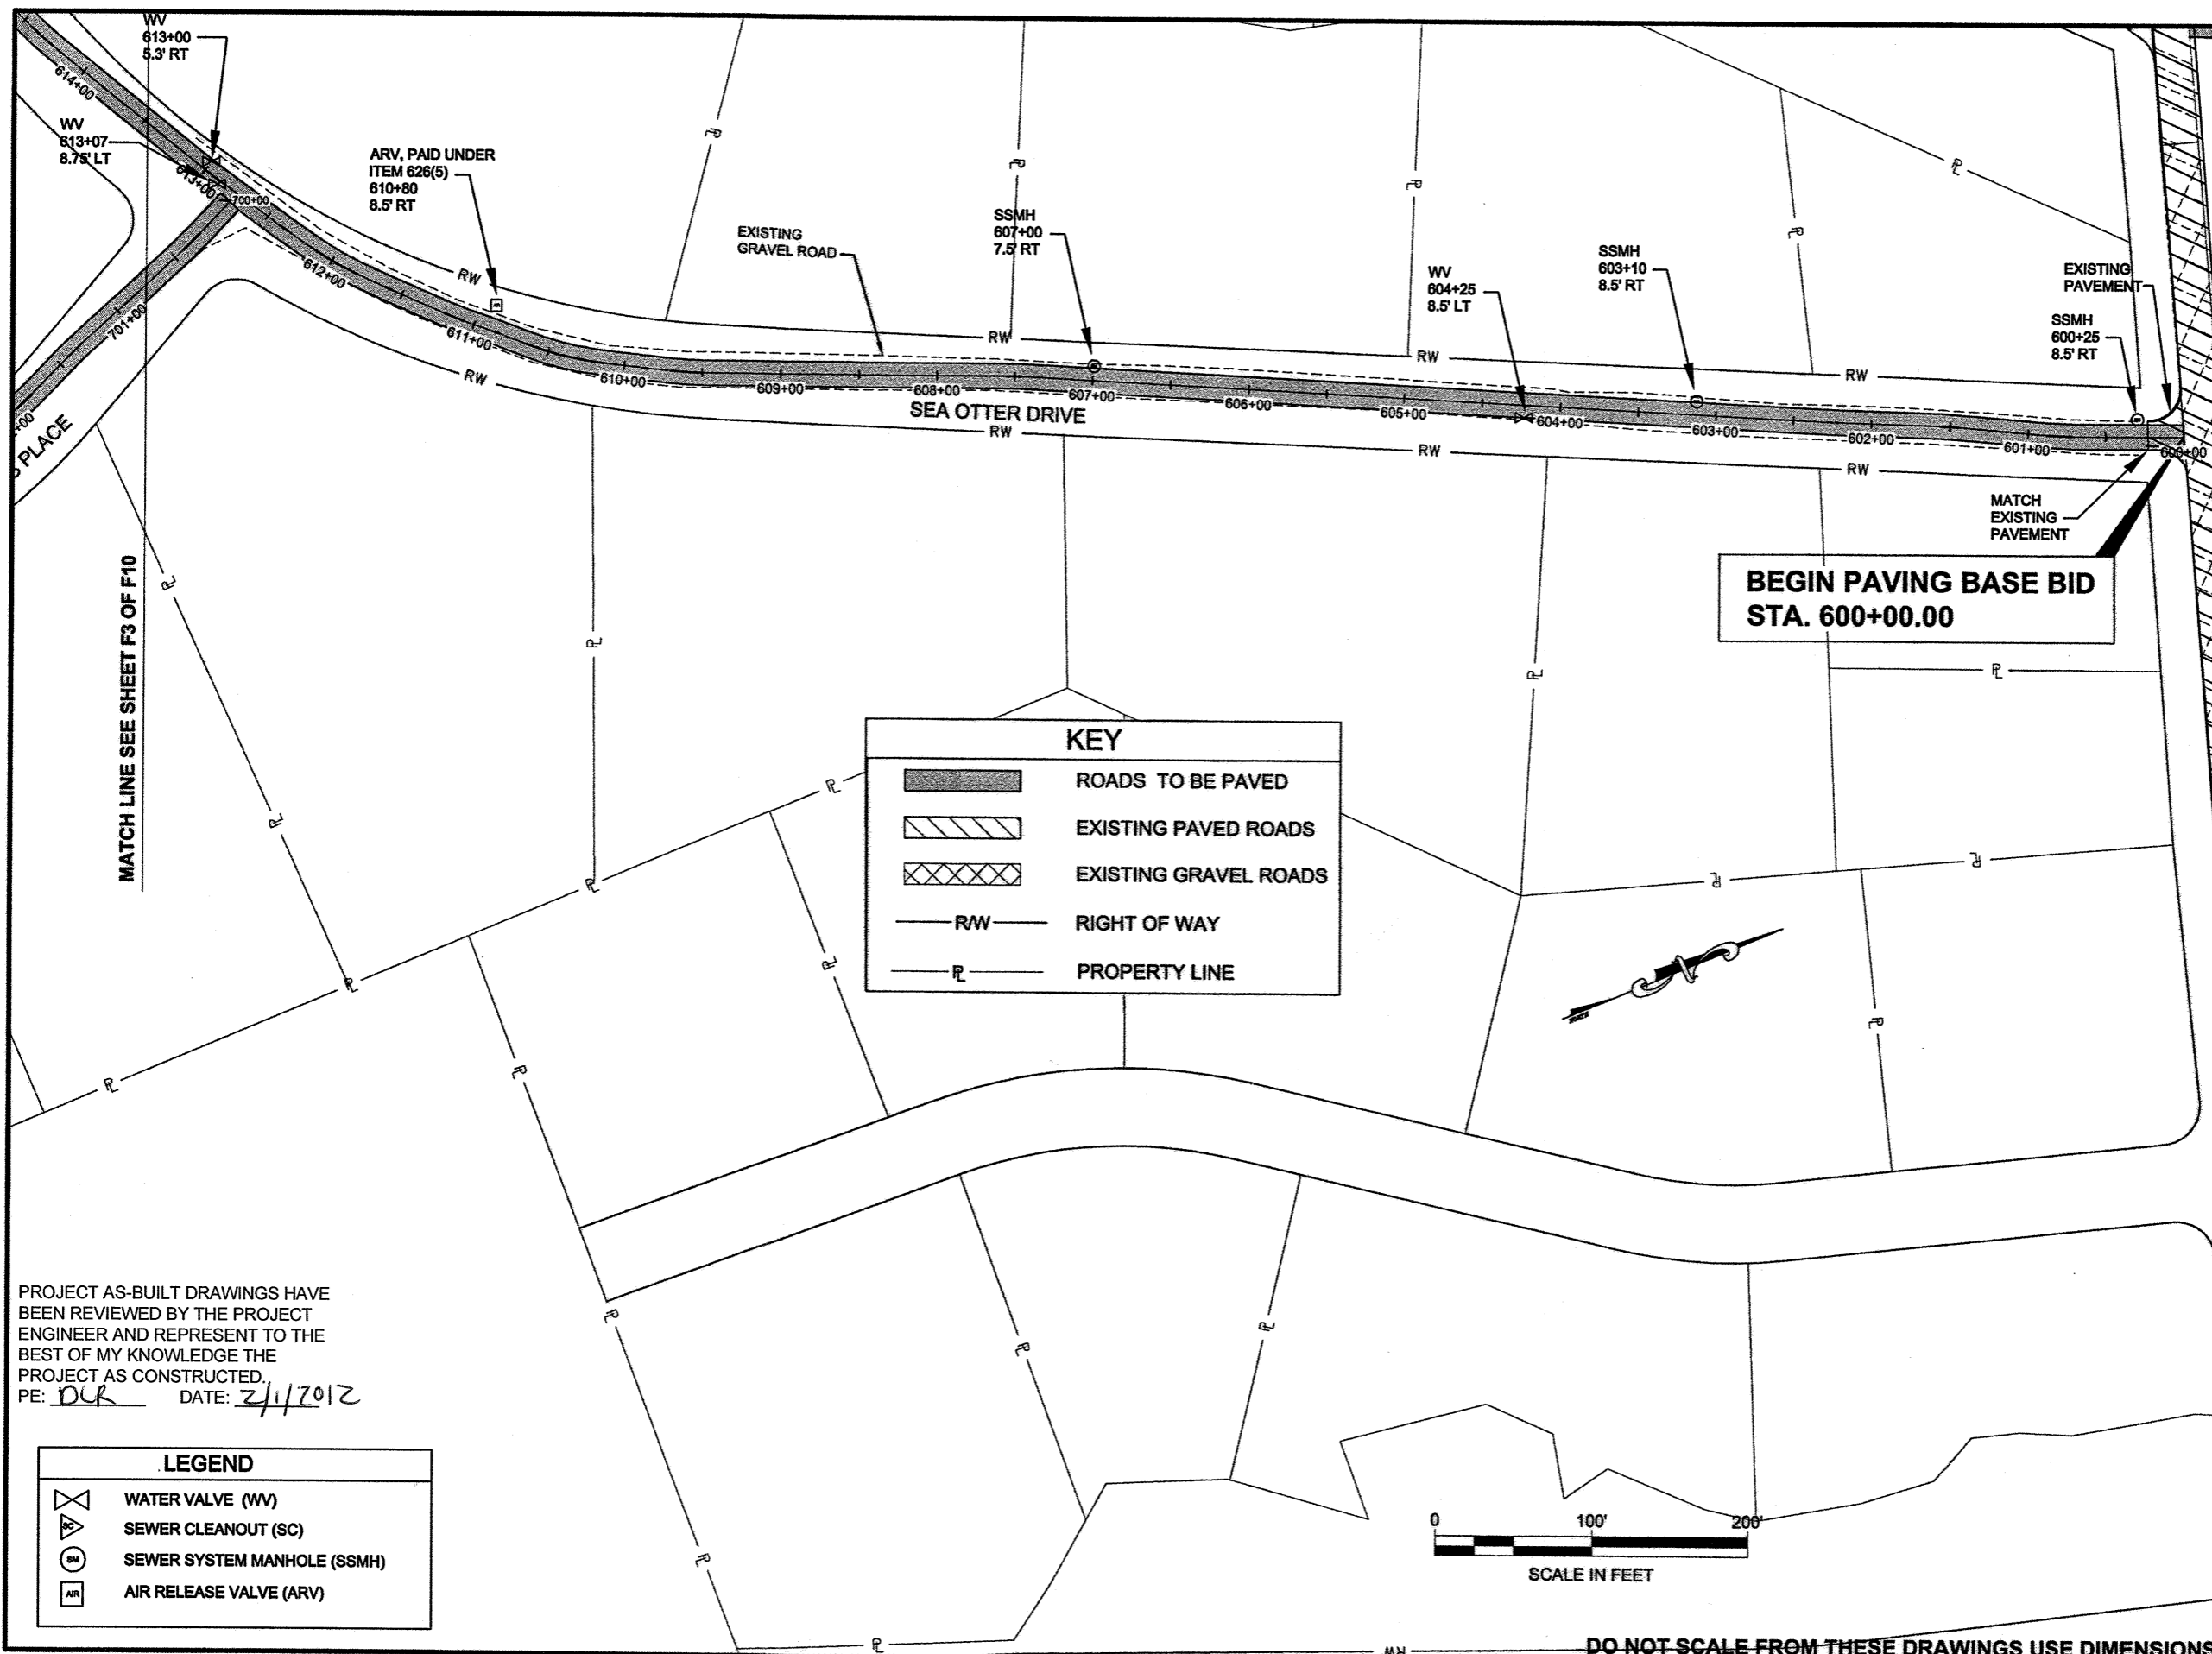 WV
613+00
5.3' RT
614+00
WV
613+07
8.75' LT
613+00
700+00
ARV, PAID UNDER
ITEM 626(5)
610+80
8.5' RT
EXISTING
GRAVEL ROAD
SSMH
607+00
7.5' RT
WV
604+25
8.5' LT
SSMH
603+10
8.5' RT
EXISTING
PAVEMENT
SSMH
600+25
8.5' RT
RW
RW
RW
RW
701+00
612+00
611+00
610+00
609+00
608+00
607+00
606+00
605+00
604+00
603+00
602+00
601+00
600+00
+00
PLACE
SEA OTTER DRIVE
RW
RW
RW
RW
MATCH
EXISTING
PAVEMENT
BEGIN PAVING BASE BID
STA. 600+00.00
MATCH LINE SEE SHEET F3 OF F10
KEY
ROADS TO BE PAVED
EXISTING PAVED ROADS
EXISTING GRAVEL ROADS
R/W RIGHT OF WAY
PL PROPERTY LINE
N
PROJECT AS-BUILT DRAWINGS HAVE
BEEN REVIEWED BY THE PROJECT
ENGINEER AND REPRESENT TO THE
BEST OF MY KNOWLEDGE THE
PROJECT AS CONSTRUCTED.
PE: DLR DATE: 2/1/2012
LEGEND
WATER VALVE (WV)
SC SEWER CLEANOUT (SC)
SM SEWER SYSTEM MANHOLE (SSMH)
AIR AIR RELEASE VALVE (ARV)
0 100' 200'
SCALE IN FEET
RW
DO NOT SCALE FROM THESE DRAWINGS USE DIMENSIONS